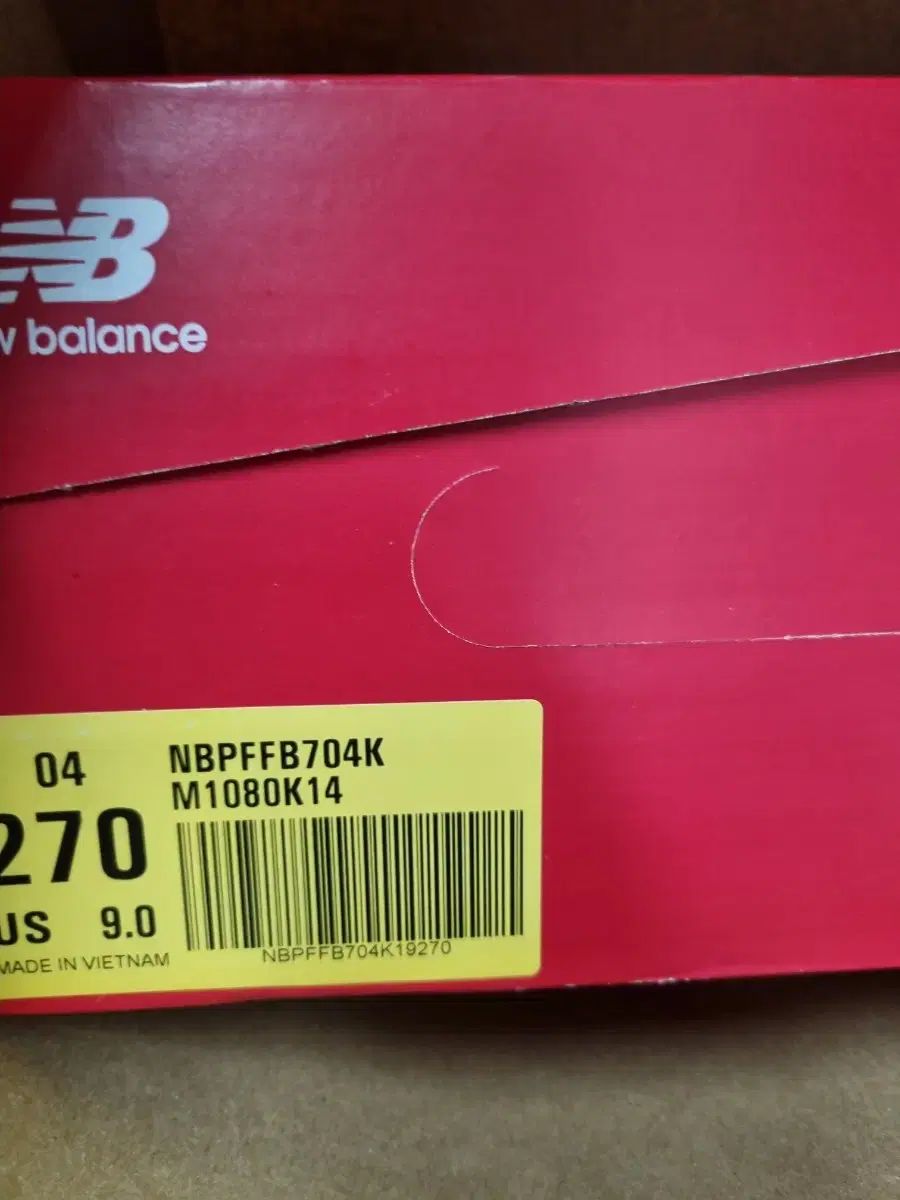 NB
w balance
04
NBPFFB704K
M1080K14
270
US 9.0
MADE IN VIETNAM
NBPFFB704K19270